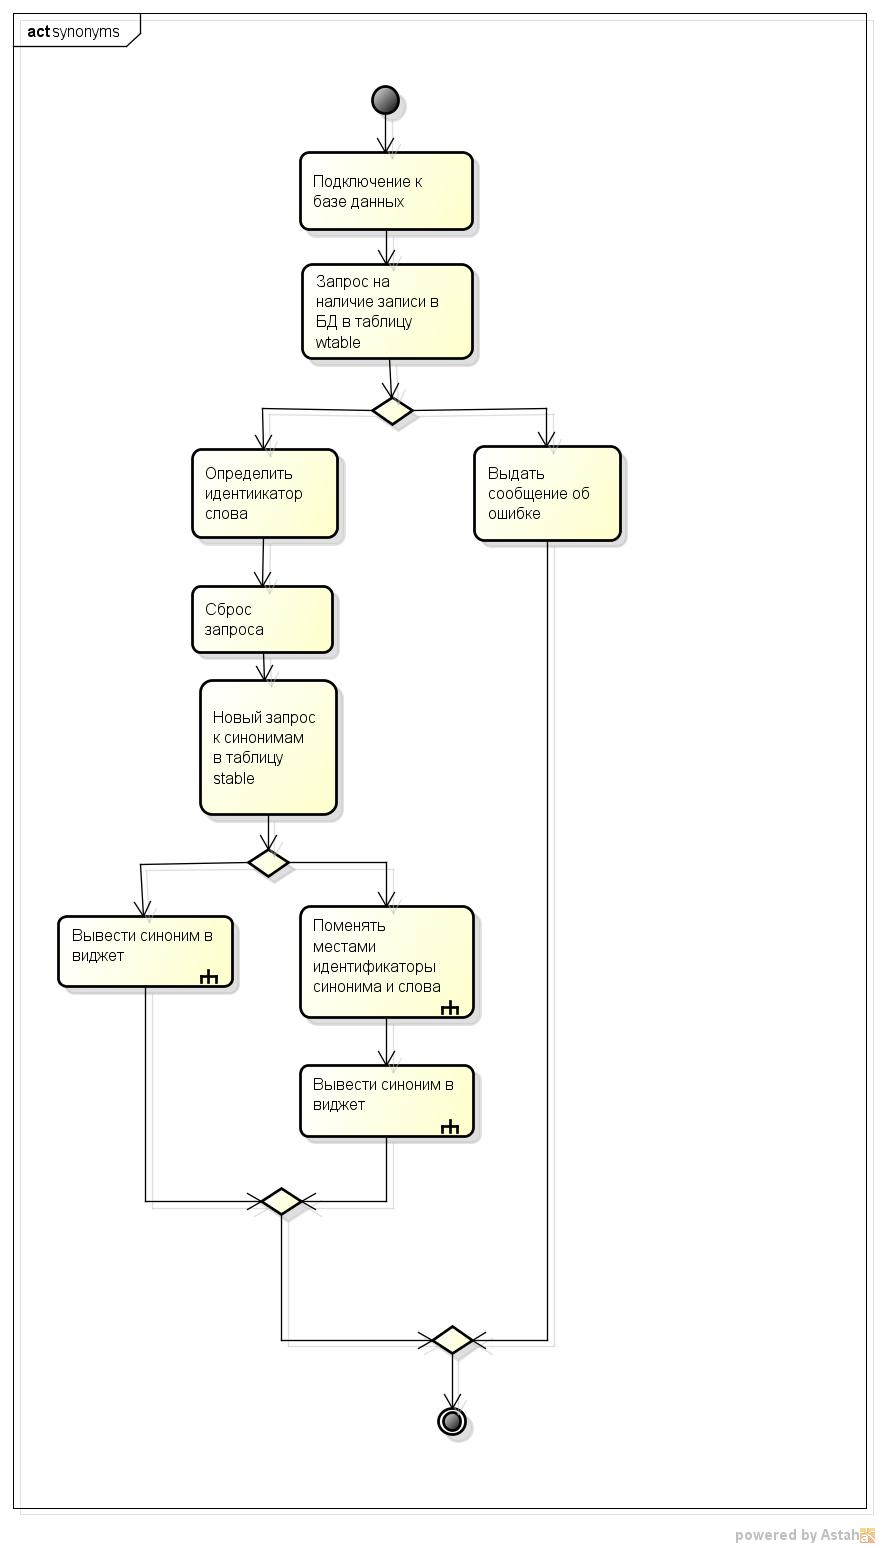 act synonyms
Подключение к
базе данных
Запрос на
наличие записи в
БД в таблицу
wtable
Определить
идентиикатор
слова
Выдать
сообщение об
ошибке
Сброс
запроса
Новый запрос
к синонимам
в таблицу
stable
Вывести синоним в
виджет
Поменять
местами
идентификаторы
синонима и слова
Вывести синоним в
виджет
powered by Astah